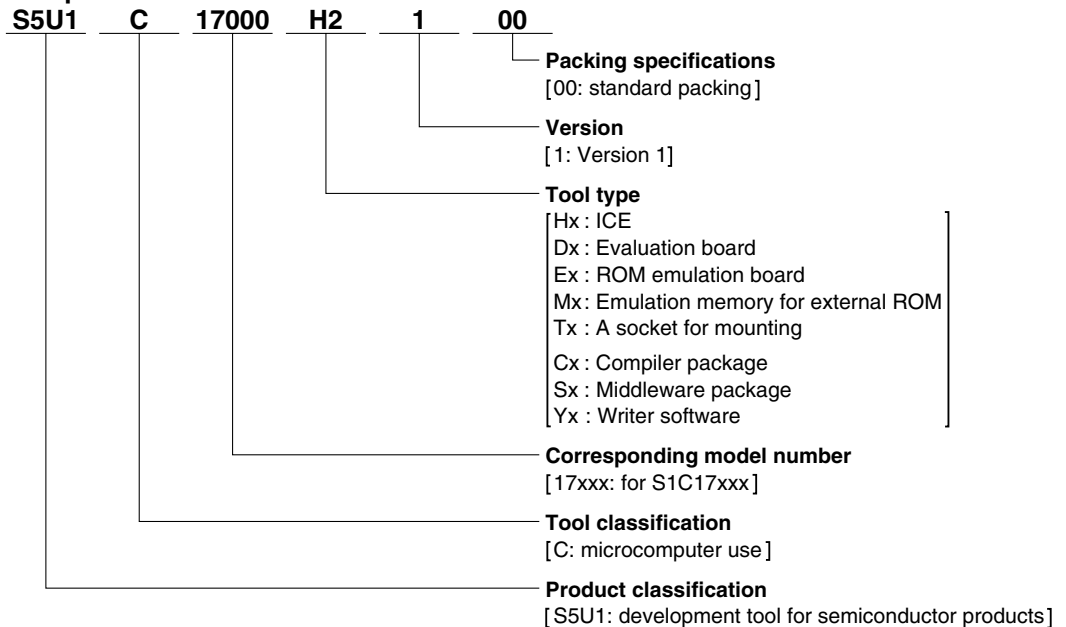 S5U1 C 17000 H2 1 00
Packing specifications
[00: standard packing]
Version
[1: Version 1]
Tool type
[Hx : ICE
Dx : Evaluation board
Ex : ROM emulation board
Mx : Emulation memory for external ROM
Tx : A socket for mounting
Cx : Compiler package
Sx : Middleware package
Yx : Writer software]
Corresponding model number
[17xxx: for S1C17xxx]
Tool classification
[C: microcomputer use]
Product classification
[S5U1: development tool for semiconductor products]